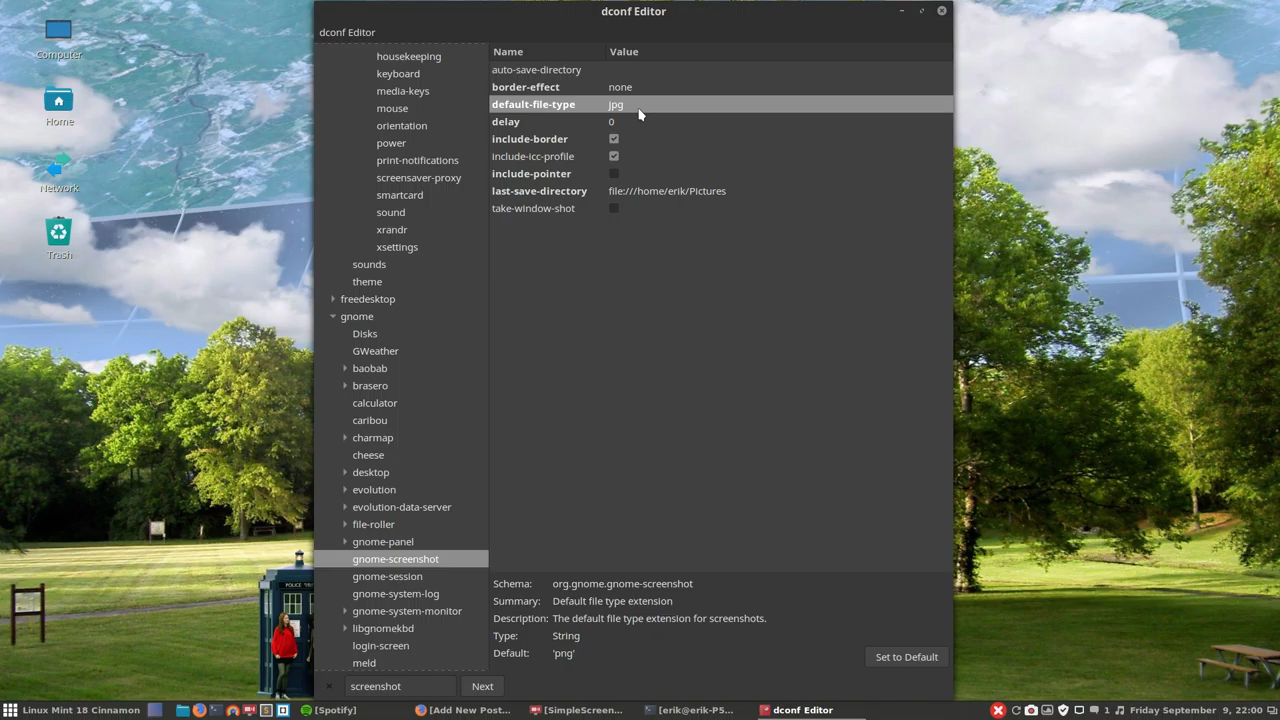 dconf Editor
dconf Editor
Computer
Home
Network
Trash
housekeeping
keyboard
media-keys
mouse
orientation
power
print-notifications
screensaver-proxy
smartcard
sound
xrandr
xsettings
sounds
theme
freedesktop
gnome
Disks
GWeather
baobab
brasero
calculator
caribou
charmap
cheese
desktop
evolution
evolution-data-server
file-roller
gnome-panel
gnome-screenshot
gnome-session
gnome-system-log
gnome-system-monitor
libgnomekbd
login-screen
meld
Name Value
auto-save-directory
border-effect none
default-file-type jpg
delay 0
include-border
include-icc-profile
include-pointer
last-save-directory file:///home/erik/Pictures
take-window-shot
Schema: org.gnome.gnome-screenshot
Summary: Default file type extension
Description: The default file type extension for screenshots.
Type: String
Default: 'png'
Set to Default
screenshot Next
Linux Mint 18 Cinnamon [Spotify] [Add New Post... [SimpleScreen... [erik@erik-P5... dconf Editor 1 Friday September 9, 22:00